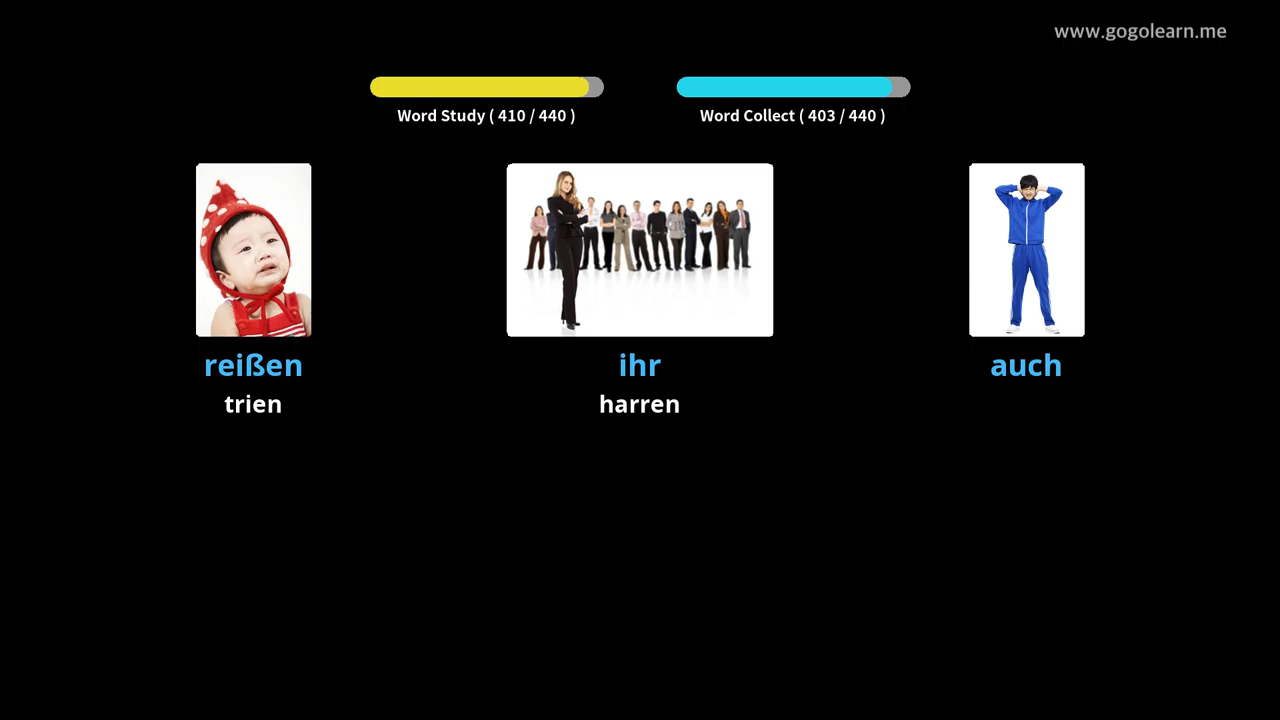 www.gogolearn.me
Word Study ( 410 / 440 )
Word Collect ( 403 / 440 )
reißen
ihr
auch
trien
harren